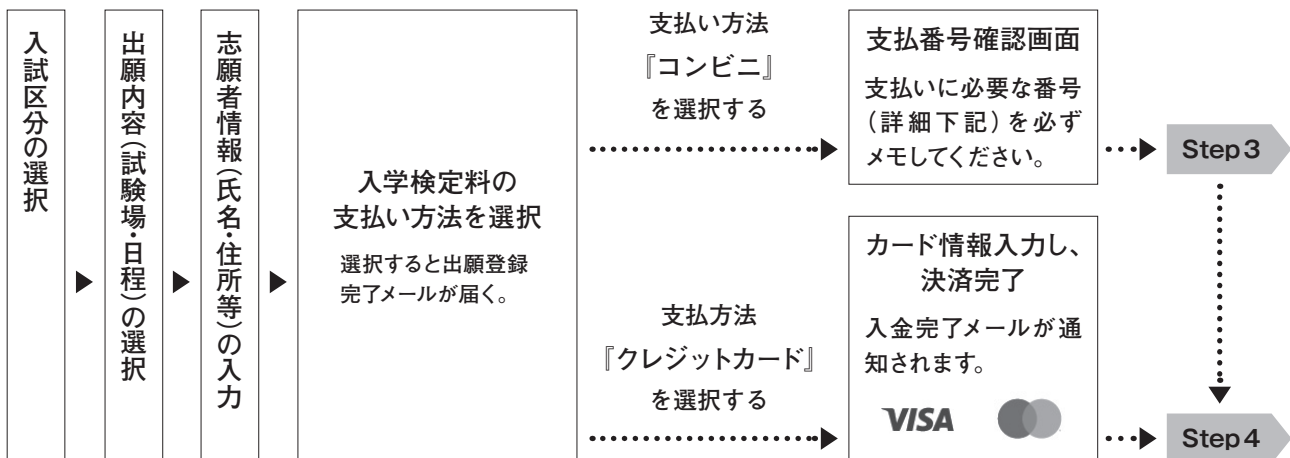 入試区分の選択
出願内容（試験場・日程）の選択
志願者情報（氏名・住所等）の入力
入学検定料の
支払い方法を選択
選択すると出願登録
完了メールが届く。
支払い方法
『コンビニ』
を選択する
支払番号確認画面
支払いに必要な番号
（詳細下記）を必ず
メモしてください。
Step3
支払方法
『クレジットカード』
を選択する
カード情報入力し、
決済完了
入金完了メールが通
知されます。
VISA
Step4